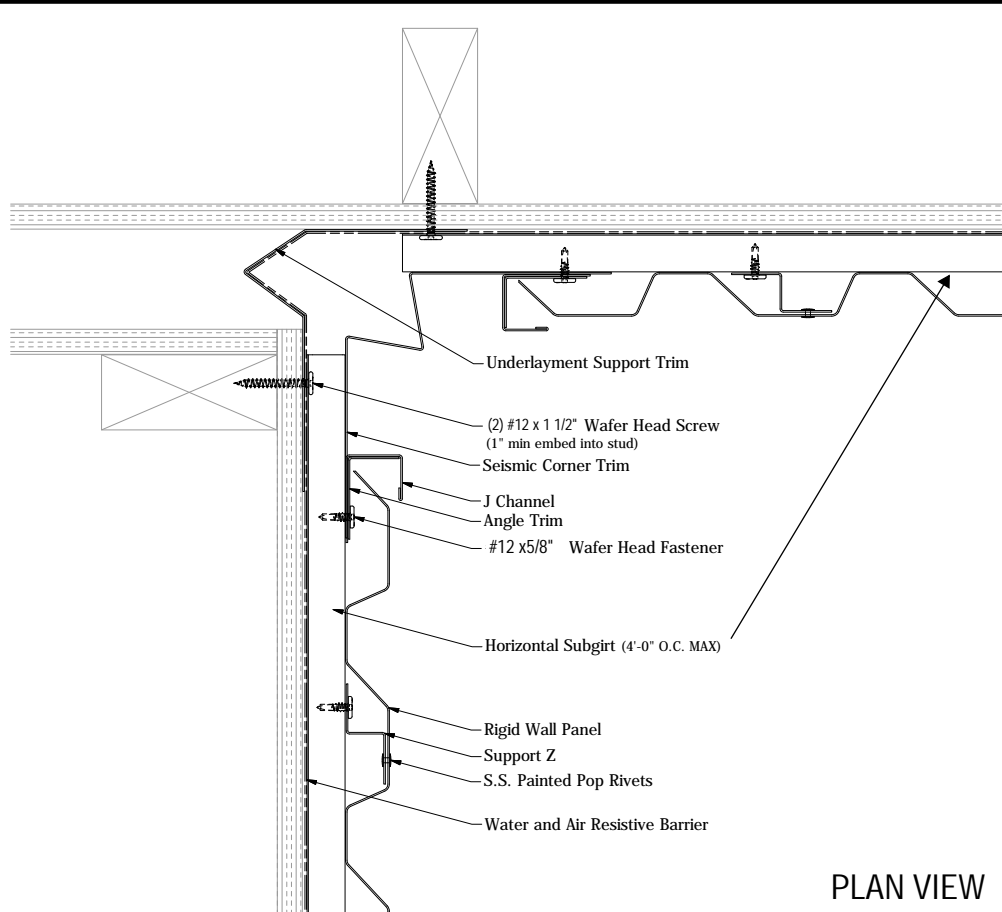 Underlayment Support Trim
(2) #12 x 1 1/2" Wafer Head Screw
(1" min embed into stud)
Seismic Corner Trim
J Channel
Angle Trim
#12 x5/8" Wafer Head Fastener
Horizontal Subgirt (4'-0" O.C. MAX)
Rigid Wall Panel
Support Z
S.S. Painted Pop Rivets
Water and Air Resistive Barrier
PLAN VIEW